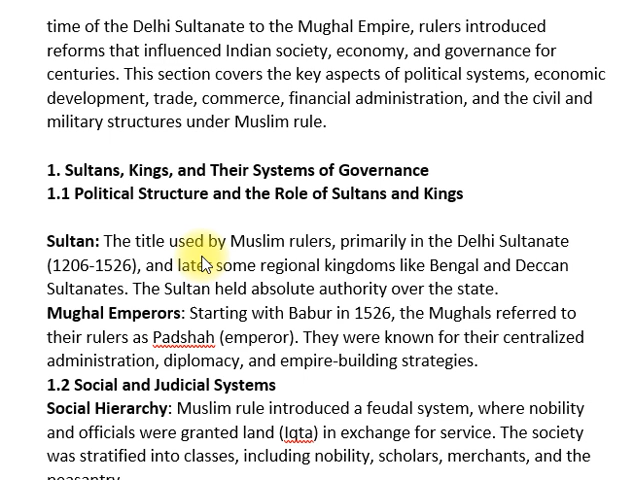 time of the Delhi Sultanate to the Mughal Empire, rulers introduced
reforms that influenced Indian society, economy, and governance for
centuries. This section covers the key aspects of political systems, economic
development, trade, commerce, financial administration, and the civil and
military structures under Muslim rule.
1. Sultans, Kings, and Their Systems of Governance
1.1 Political Structure and the Role of Sultans and Kings
Sultan: The title used by Muslim rulers, primarily in the Delhi Sultanate
(1206-1526), and later some regional kingdoms like Bengal and Deccan
Sultanates. The Sultan held absolute authority over the state.
Mughal Emperors: Starting with Babur in 1526, the Mughals referred to
their rulers as Padshah (emperor). They were known for their centralized
administration, diplomacy, and empire-building strategies.
1.2 Social and Judicial Systems
Social Hierarchy: Muslim rule introduced a feudal system, where nobility
and officials were granted land (Iqta) in exchange for service. The society
was stratified into classes, including nobility, scholars, merchants, and the
peasantry.